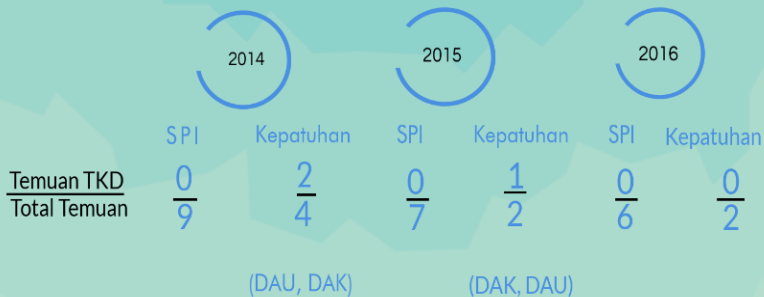 2014 2015 2016
SPI Kepatuhan SPI Kepatuhan SPI Kepatuhan
Temuan TKD 0 2 0 1 0 0
Total Temuan 9 4 7 2 6 2
(DAU, DAK) (DAK, DAU)